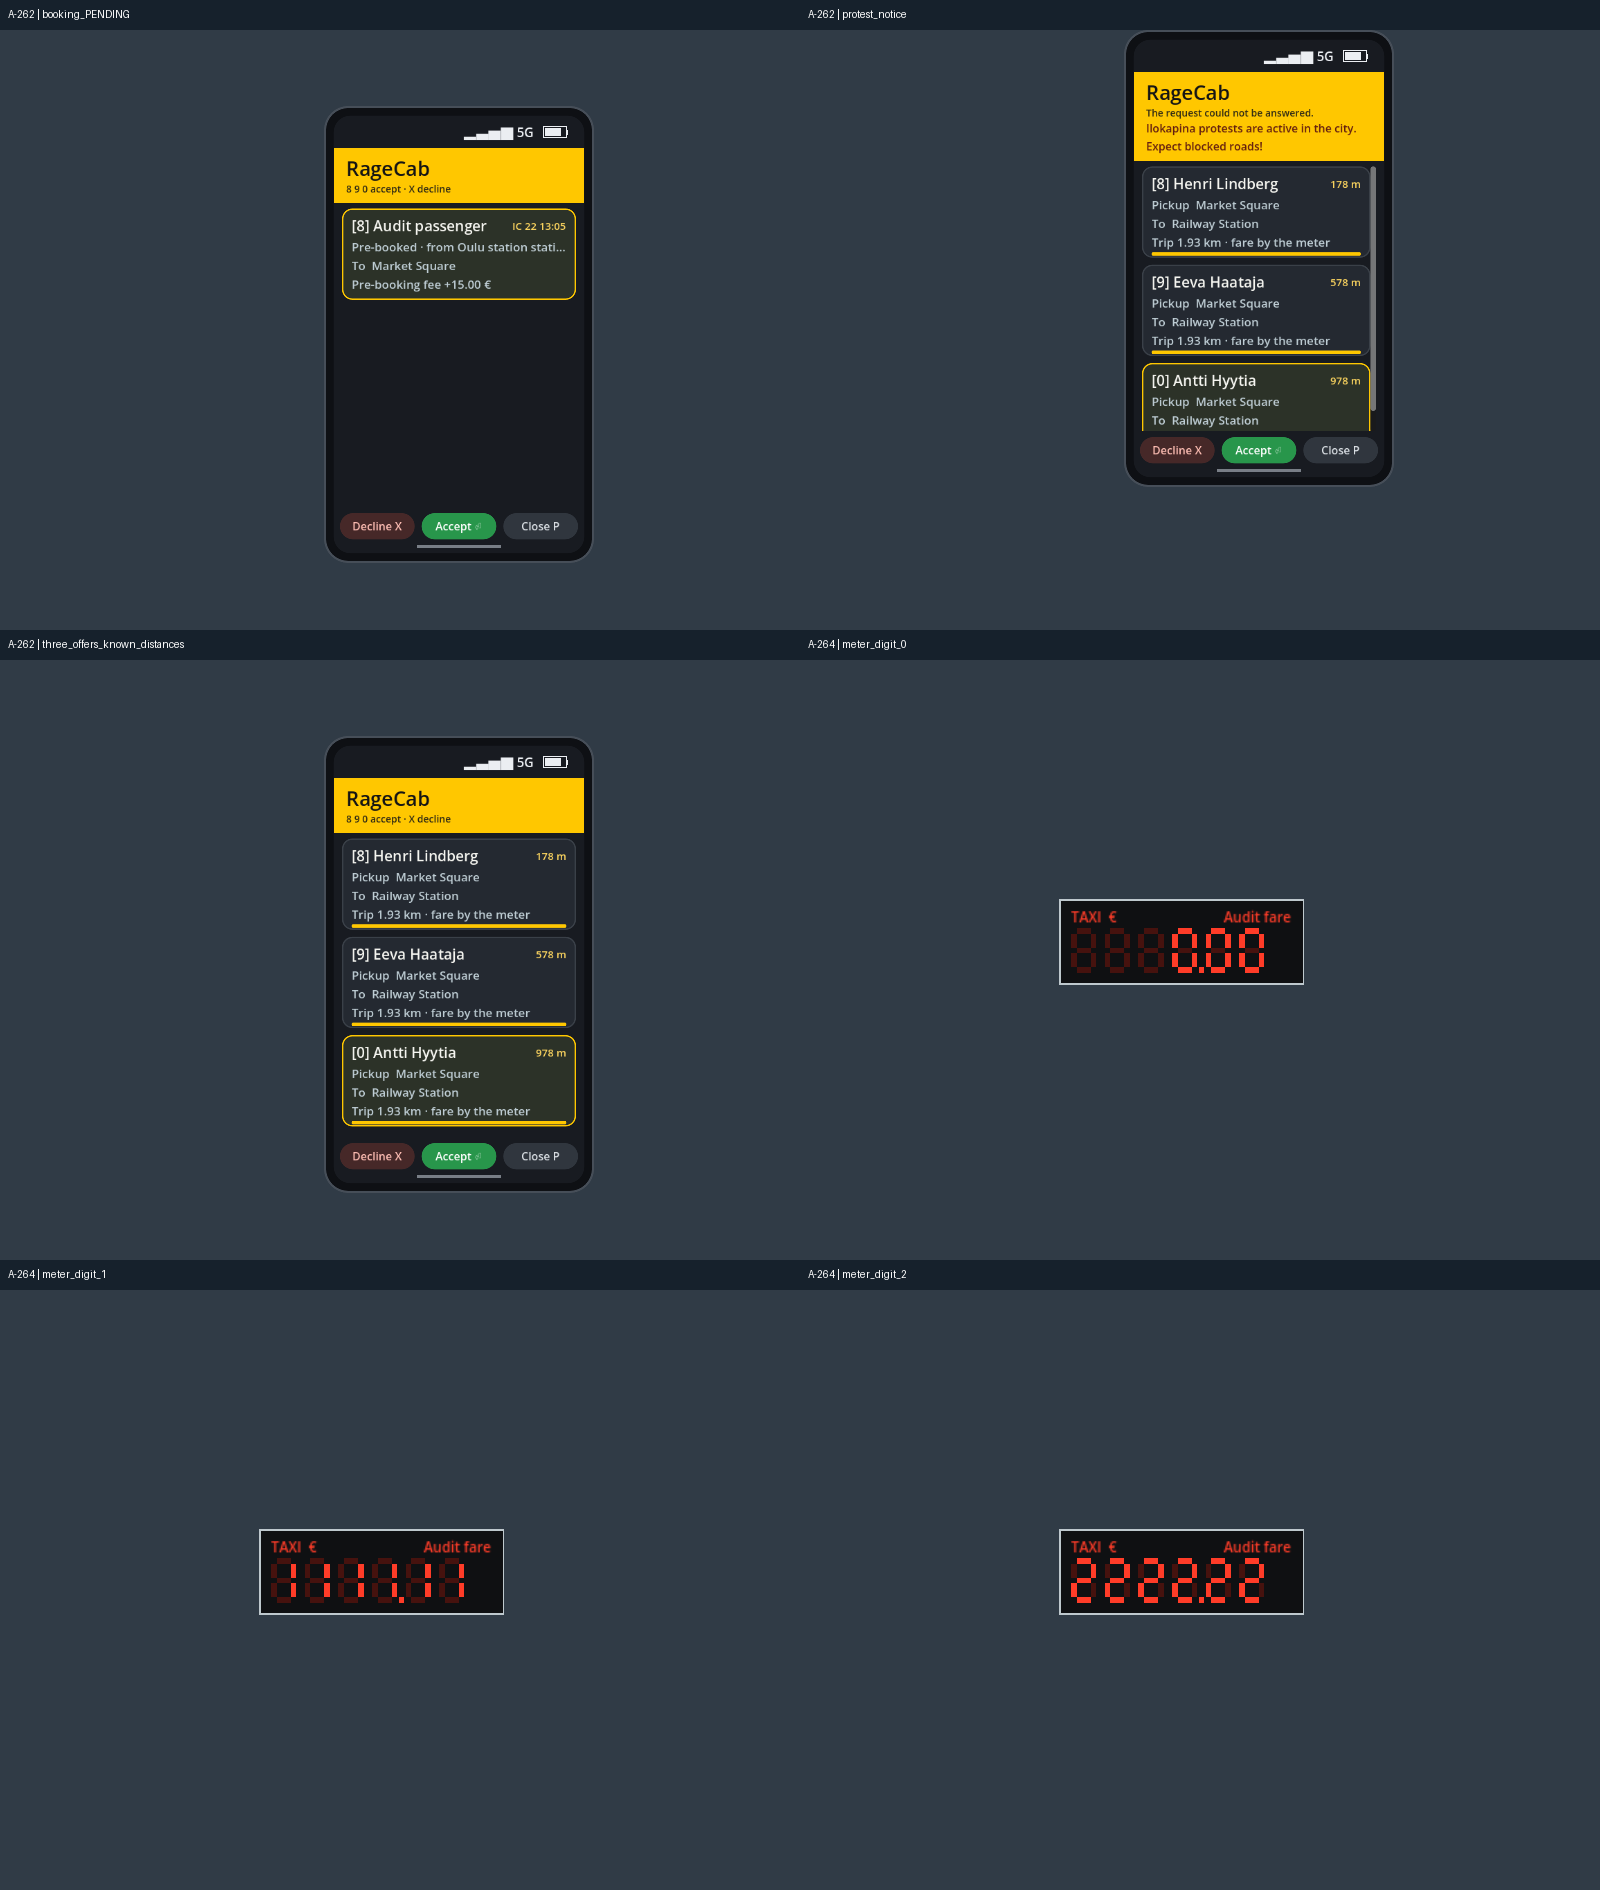 A-262 | booking_PENDING
5G
RageCab
8 9 0 accept · X decline
[8] Audit passenger IC 22 13:05
Pre-booked · from Oulu station stati...
To Market Square
Pre-booking fee +15.00 €
Decline X Accept Close P
A-262 | protest_notice
5G
RageCab
The request could not be answered.
Ilokapina protests are active in the city.
Expect blocked roads!
[8] Henri Lindberg 178 m
Pickup Market Square
To Railway Station
Trip 1.93 km · fare by the meter
[9] Eeva Haataja 578 m
Pickup Market Square
To Railway Station
Trip 1.93 km · fare by the meter
[0] Antti Hyytia 978 m
Pickup Market Square
To Railway Station
Decline X Accept Close P
A-262 | three_offers_known_distances
5G
RageCab
8 9 0 accept · X decline
[8] Henri Lindberg 178 m
Pickup Market Square
To Railway Station
Trip 1.93 km · fare by the meter
[9] Eeva Haataja 578 m
Pickup Market Square
To Railway Station
Trip 1.93 km · fare by the meter
[0] Antti Hyytia 978 m
Pickup Market Square
To Railway Station
Trip 1.93 km · fare by the meter
Decline X Accept Close P
A-264 | meter_digit_0
TAXI € Audit fare
0.00
A-264 | meter_digit_1
TAXI € Audit fare
1111.11
A-264 | meter_digit_2
TAXI € Audit fare
2222.22